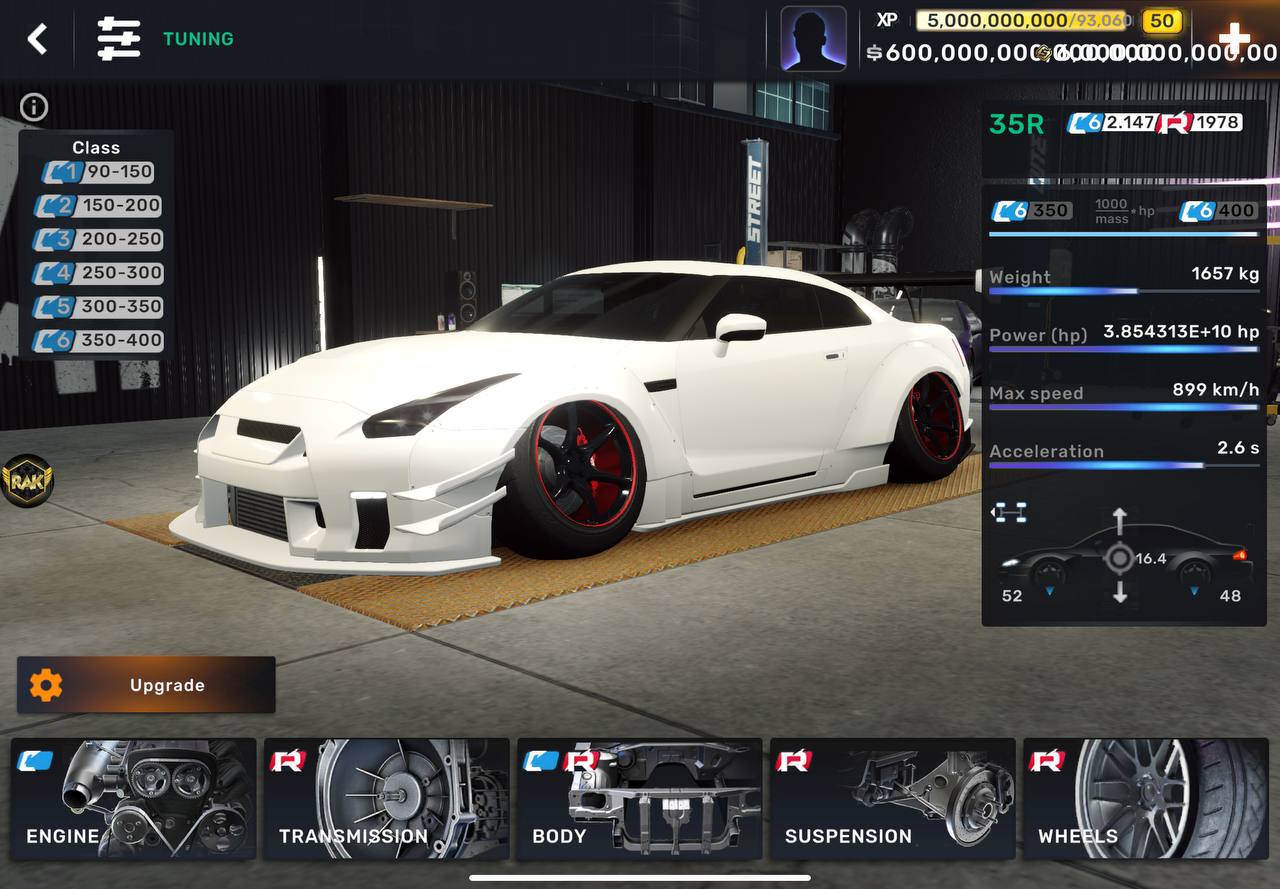 TUNING
XP 5,000,000,000/93,060 50
Class
1 90-150
2 150-200
3 200-250
4 250-300
5 300-350
6 350-400
35R 6 2.147 R 1978
6 350 1000 mass * hp 6 400
Weight 1657 kg
Power (hp) 3.854313E+10 hp
Max speed 899 km/h
Acceleration 2.6 s
16.4
52 48
STREET
RAK
Upgrade
ENGINE
TRANSMISSION
BODY
SUSPENSION
WHEELS